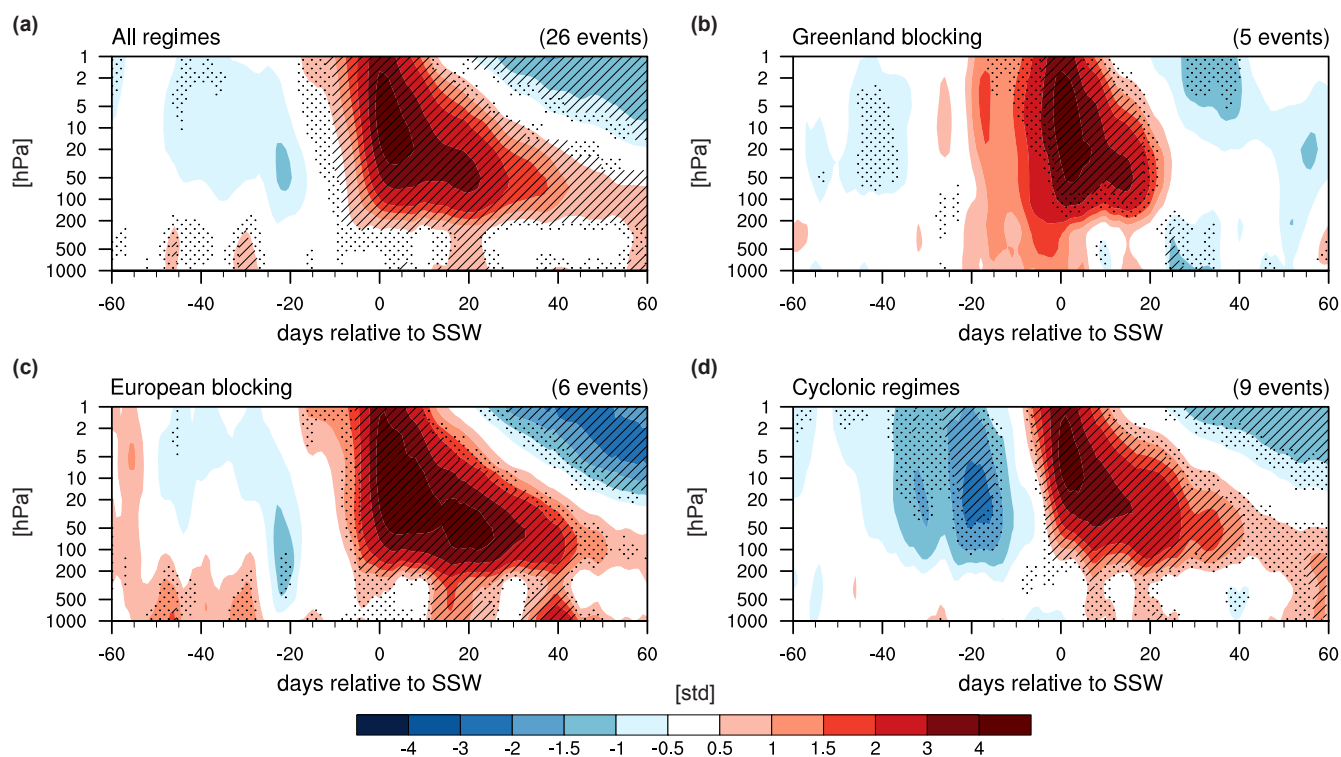 (a)
All regimes (26 events)
[hPa]
1
2
5
10
20
50
100
200
500
1000
-60 -40 -20 0 20 40 60
days relative to SSW
(b)
Greenland blocking (5 events)
[hPa]
1
2
5
10
20
50
100
200
500
1000
-60 -40 -20 0 20 40 60
days relative to SSW
(c)
European blocking (6 events)
[hPa]
1
2
5
10
20
50
100
200
500
1000
-60 -40 -20 0 20 40 60
days relative to SSW
(d)
Cyclonic regimes (9 events)
[hPa]
1
2
5
10
20
50
100
200
500
1000
-60 -40 -20 0 20 40 60
days relative to SSW
[std]
-4 -3 -2 -1.5 -1 -0.5 0.5 1 1.5 2 3 4